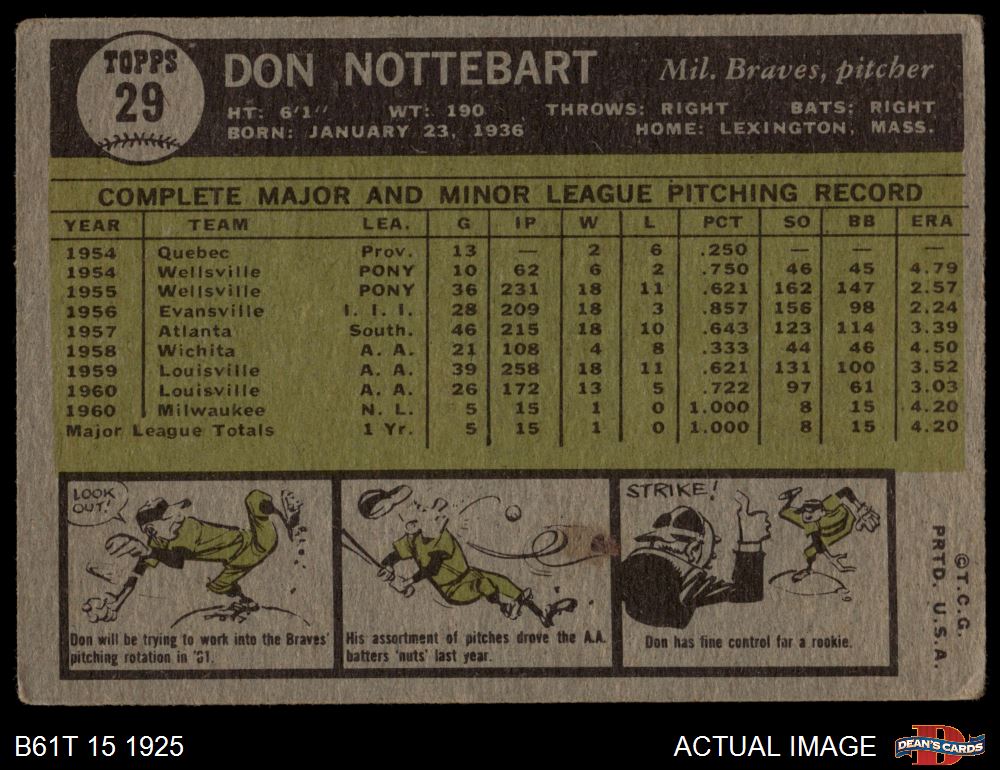 TOPPS
29
DON NOTTEBART Mil. Braves, pitcher
HT: 6'1" WT: 190 THROWS: RIGHT BATS: RIGHT
BORN: JANUARY 23, 1936 HOME: LEXINGTON, MASS.
COMPLETE MAJOR AND MINOR LEAGUE PITCHING RECORD
YEAR TEAM LEA. G IP W L PCT SO BB ERA
1954 Quebec Prov. 13 — 2 6 .250 — — —
1954 Wellsville PONY 10 62 6 2 .750 46 45 4.79
1955 Wellsville PONY 36 231 18 11 .621 162 147 2.57
1956 Evansville I. I. I. 28 209 18 3 .857 156 98 2.24
1957 Atlanta South. 46 215 18 10 .643 123 114 3.39
1958 Wichita A. A. 21 108 4 8 .333 44 46 4.50
1959 Louisville A. A. 39 258 18 11 .621 131 100 3.52
1960 Louisville A. A. 26 172 13 5 .722 97 61 3.03
1960 Milwaukee N. L. 5 15 1 0 1.000 8 15 4.20
Major League Totals 1 Yr. 5 15 1 0 1.000 8 15 4.20
LOOK
OUT!
Don will be trying to work into the Braves'
pitching rotation in '61.
His assortment of pitches drove the A.A.
batters 'nuts' last year.
STRIKE!
Don has fine control for a rookie.
©T.C.G.
PRTD. U.S.A.
B61T 15 1925
ACTUAL IMAGE
D
DEAN'S CARDS